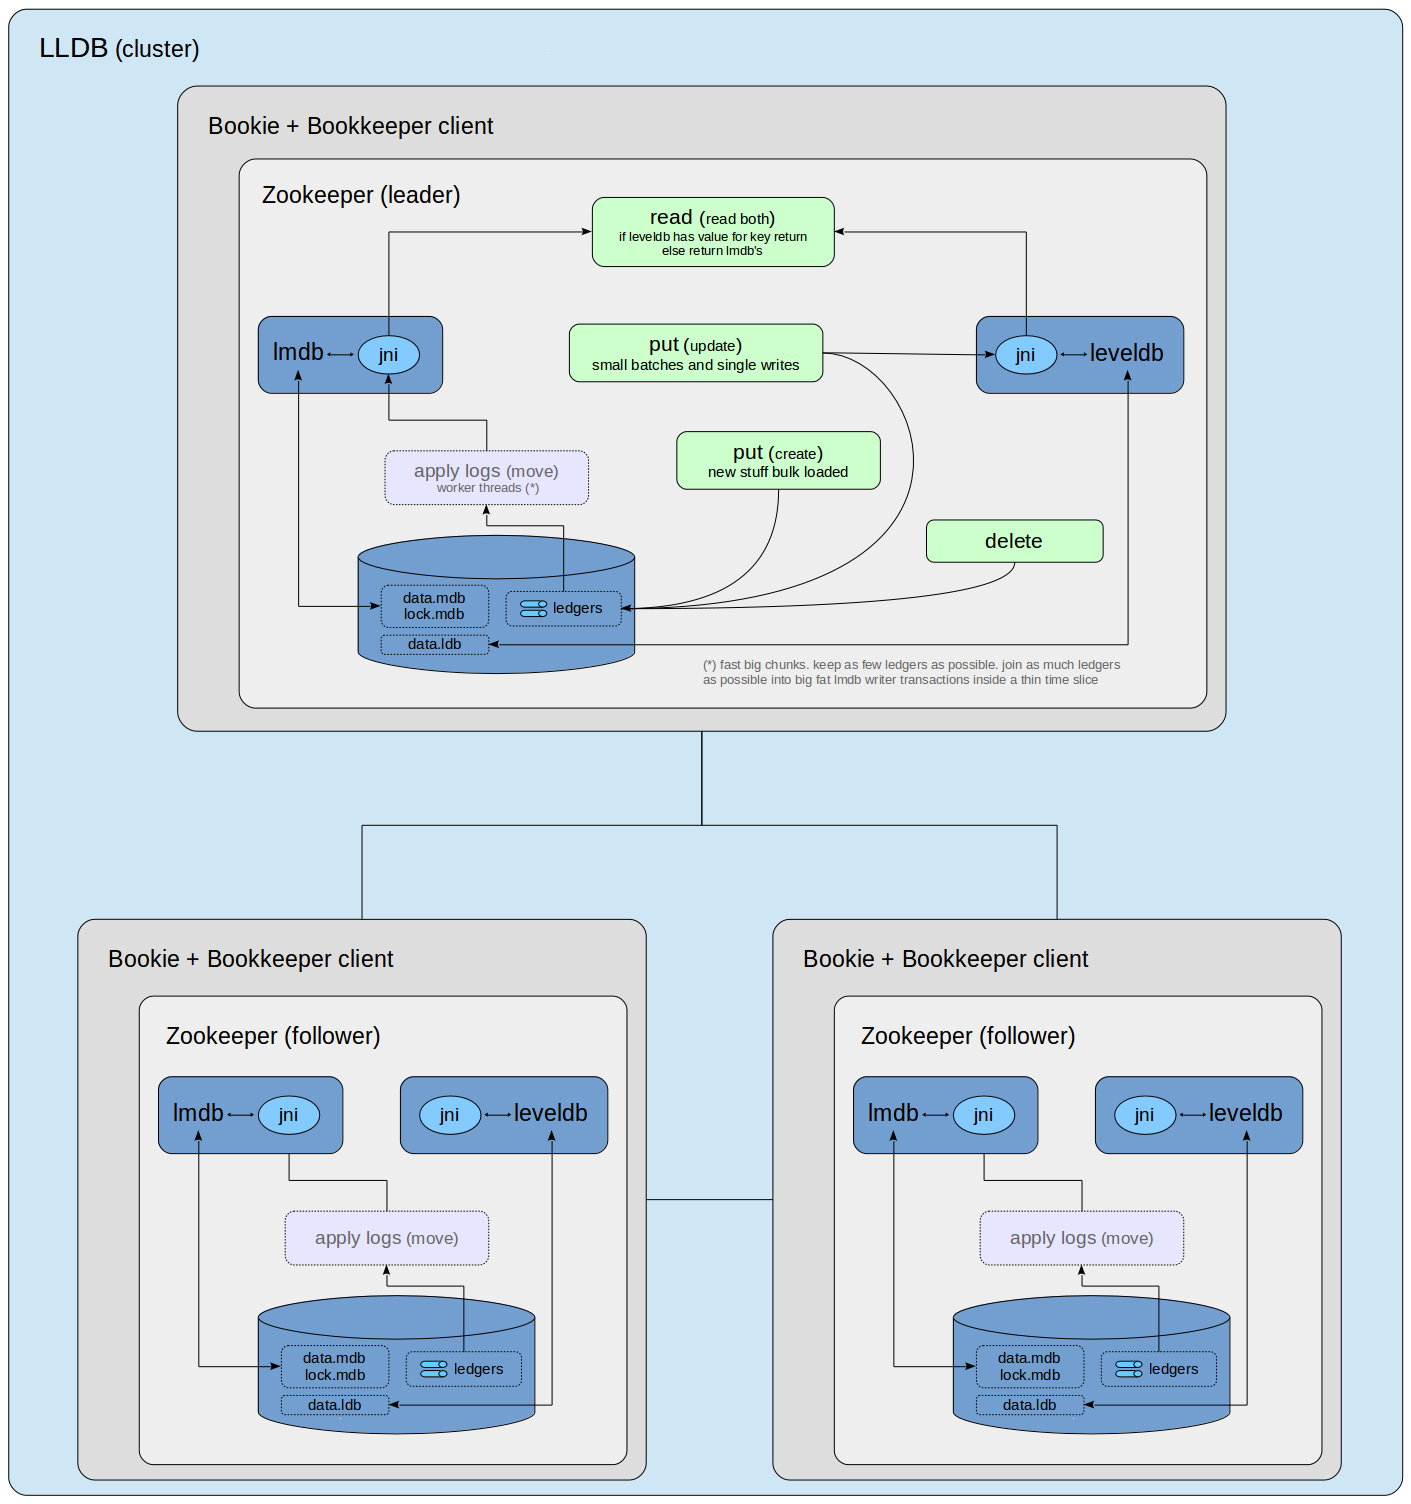 LLDB (cluster)
Bookie + Bookkeeper client
Zookeeper (leader)
read (read both)
if leveldb has value for key return
else return lmdb's
lmdb
jni
put (update)
small batches and single writes
jni
leveldb
put (create)
new stuff bulk loaded
apply logs (move)
worker threads (*)
delete
data.mdb
lock.mdb
ledgers
data.ldb
(*) fast big chunks. keep as few ledgers as possible. join as much ledgers
as possible into big fat lmdb writer transactions inside a thin time slice
Bookie + Bookkeeper client
Zookeeper (follower)
lmdb
jni
jni
leveldb
apply logs (move)
data.mdb
lock.mdb
ledgers
data.ldb
Bookie + Bookkeeper client
Zookeeper (follower)
lmdb
jni
jni
leveldb
apply logs (move)
data.mdb
lock.mdb
ledgers
data.ldb